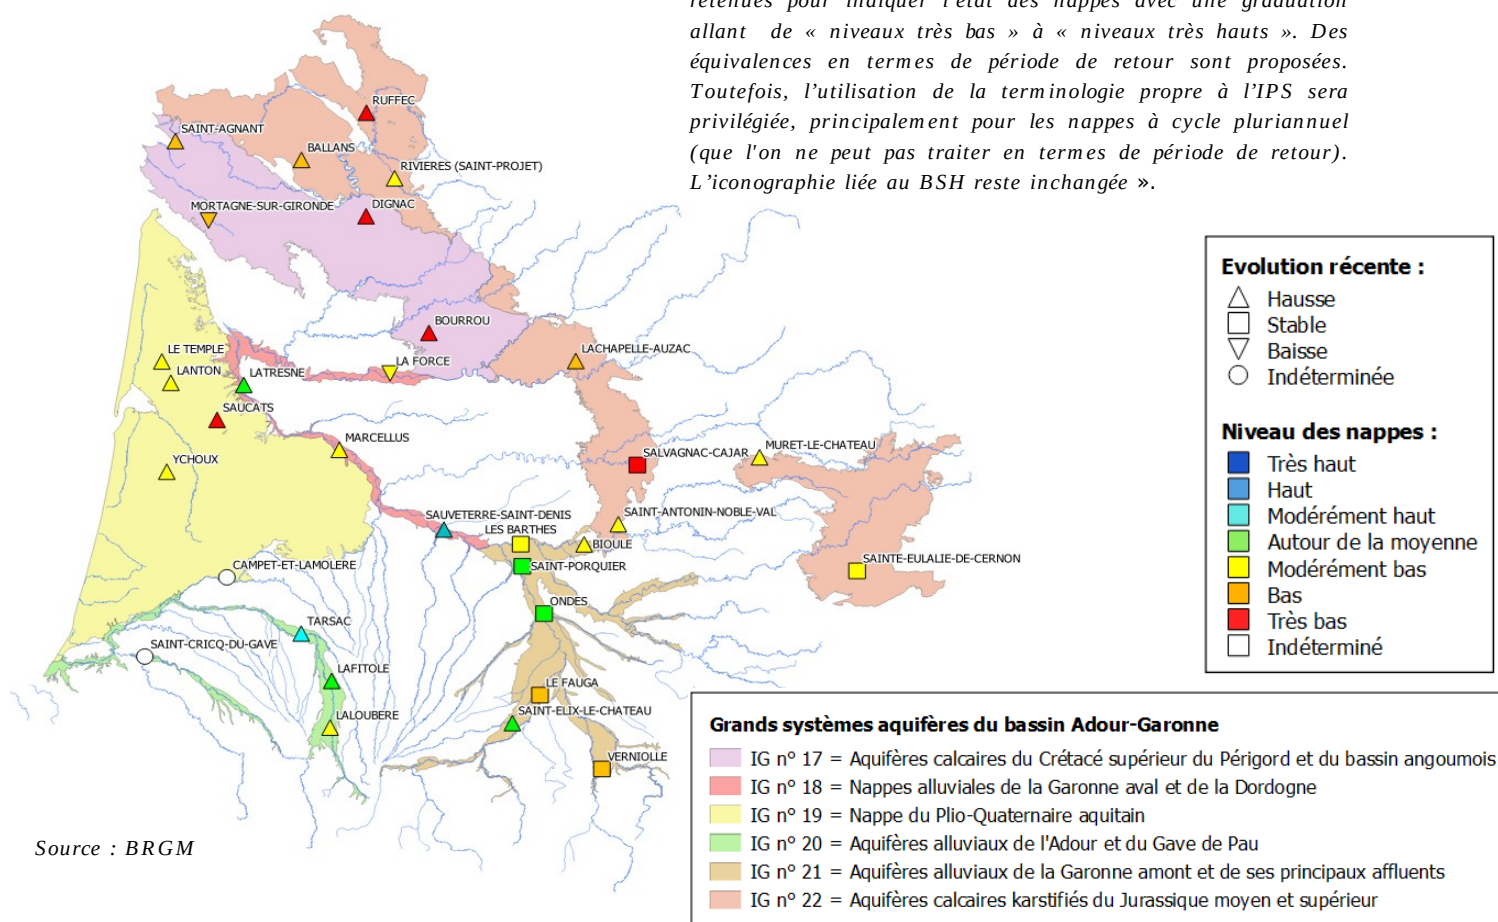 retenues pour indiquer l'état des nappes avec une graduation
allant de « niveaux très bas » à « niveaux très hauts ». Des
équivalences en termes de période de retour sont proposées.
Toutefois, l'utilisation de la terminologie propre à l'IPS sera
privilégiée, principalement pour les nappes à cycle pluriannuel
(que l'on ne peut pas traiter en termes de période de retour).
L'iconographie liée au BSH reste inchangée ».
RUFFEC
SAINT-AGNANT
BALLANS
RIVIERES (SAINT-PROJET)
MORTAGNE-SUR-GIRONDE
DIGNAC
BOURROU
LE TEMPLE
LANTON
LATRESNE
LA FORCE
LACHAPELLE-AUZAC
SAUCATS
MARCELLUS
YCHOUX
SALVAGNAC-CAJAR
MURET-LE-CHATEAU
SAUVETERRE-SAINT-DENIS
LES BARTHES
SAINT-ANTONIN-NOBLE-VAL
BIOULE
SAINT-PORQUIER
SAINTE-EULALIE-DE-CERNON
CAMPET-ET-LAMOLERE
ONDES
TARSAC
SAINT-CRICQ-DU-GAVE
LAFITOLE
LE FAUGA
LALOUBERE
SAINT-ELIX-LE-CHATEAU
VERNIOLLE
Evolution récente :
Hausse
Stable
Baisse
Indéterminée
Niveau des nappes :
Très haut
Haut
Modérément haut
Autour de la moyenne
Modérément bas
Bas
Très bas
Indéterminé
Grands systèmes aquifères du bassin Adour-Garonne
IG n° 17 = Aquifères calcaires du Crétacé supérieur du Périgord et du bassin angoumois
IG n° 18 = Nappes alluviales de la Garonne aval et de la Dordogne
IG n° 19 = Nappe du Plio-Quaternaire aquitain
IG n° 20 = Aquifères alluviaux de l'Adour et du Gave de Pau
IG n° 21 = Aquifères alluviaux de la Garonne amont et de ses principaux affluents
IG n° 22 = Aquifères calcaires karstifiés du Jurassique moyen et supérieur
Source : BRGM